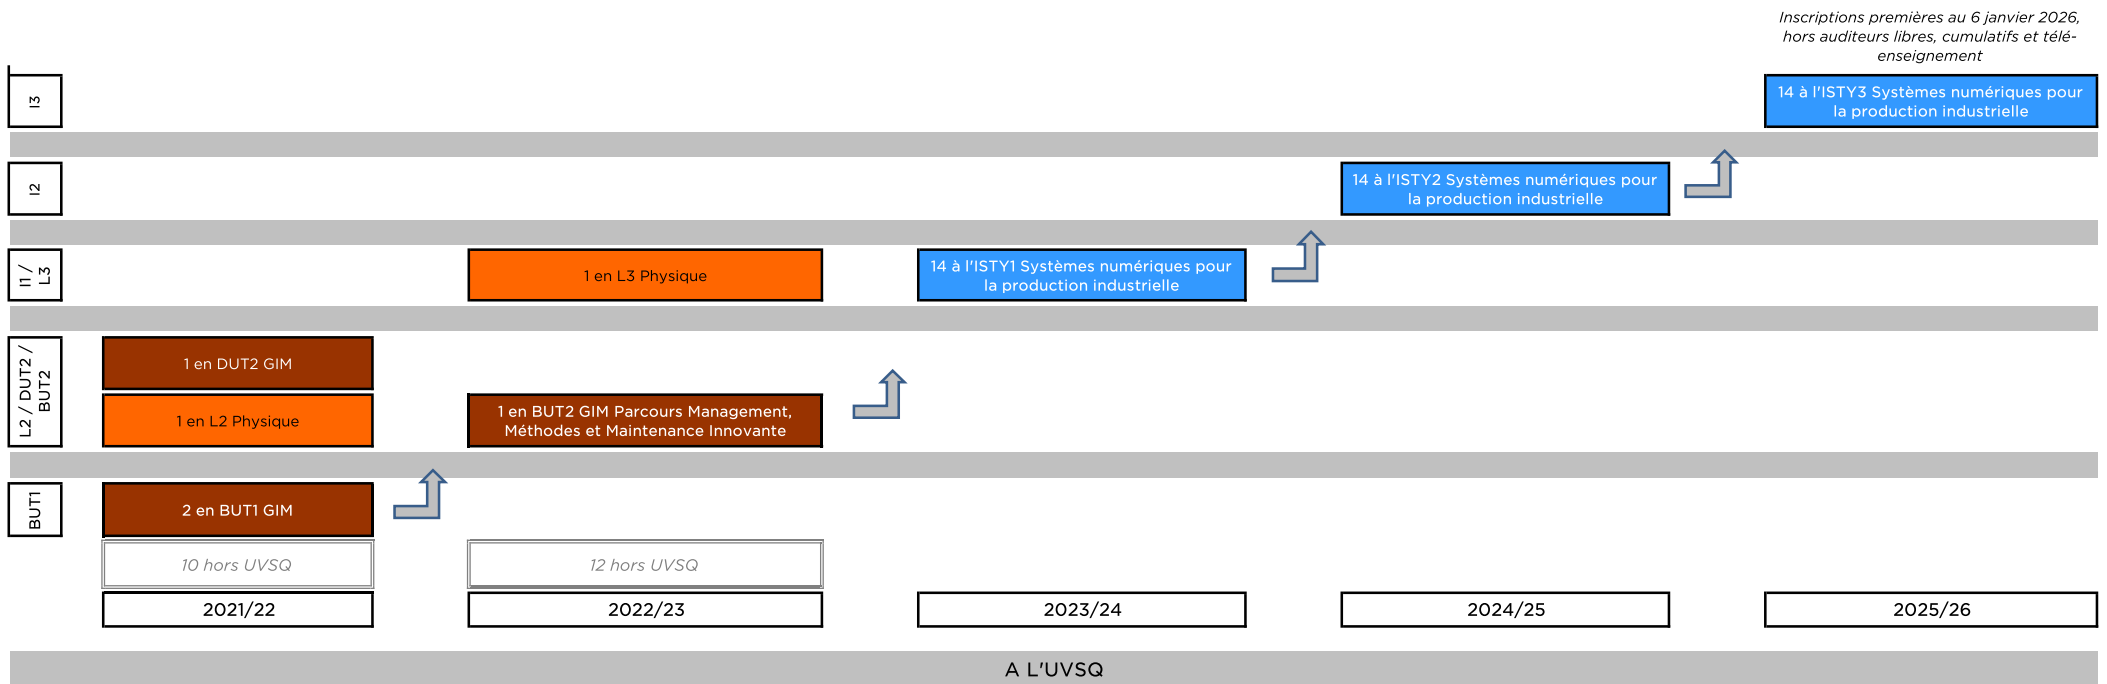 Inscriptions premières au 6 janvier 2026,
hors auditeurs libres, cumulatifs et télé-
enseignement
I3
14 à l'ISTY3 Systèmes numériques pour
la production industrielle
I2
14 à l'ISTY2 Systèmes numériques pour
la production industrielle
I1 /
L3
1 en L3 Physique
14 à l'ISTY1 Systèmes numériques pour
la production industrielle
L2 / DUT2 /
BUT2
1 en DUT2 GIM
1 en L2 Physique
1 en BUT2 GIM Parcours Management,
Méthodes et Maintenance Innovante
BUT1
2 en BUT1 GIM
10 hors UVSQ
12 hors UVSQ
2021/22
2022/23
2023/24
2024/25
2025/26
A L'UVSQ